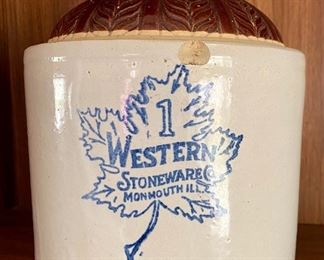 1
WESTERN
STONEWARE Co.
MONMOUTH ILL.